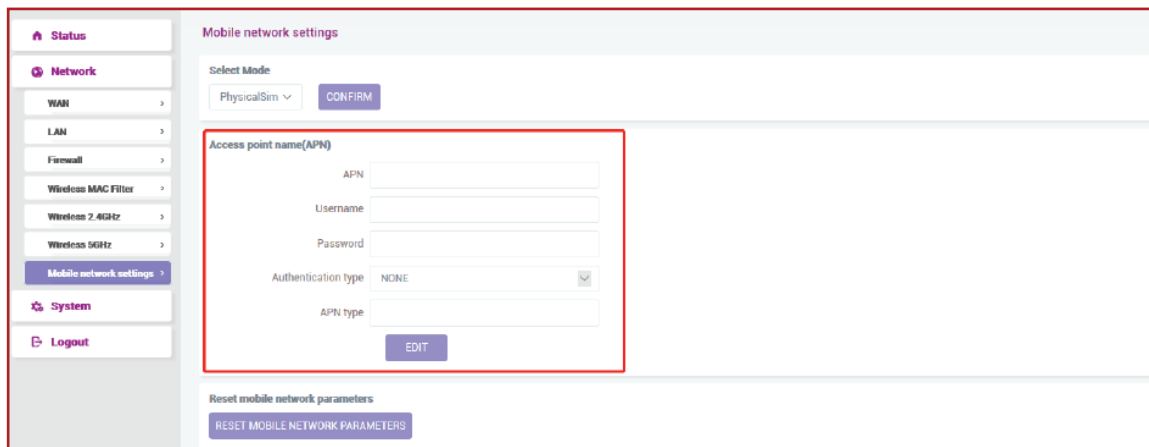 Status
Network
WAN
LAN
Firewall
Wireless MAC Filter
Wireless 2.4GHz
Wireless 5GHz
Mobile network settings
System
Logout
Mobile network settings
Select Mode
PhysicalSim CONFIRM
Access point name(APN)
APN
Username
Password
Authentication type NONE
APN type
EDIT
Reset mobile network parameters
RESET MOBILE NETWORK PARAMETERS